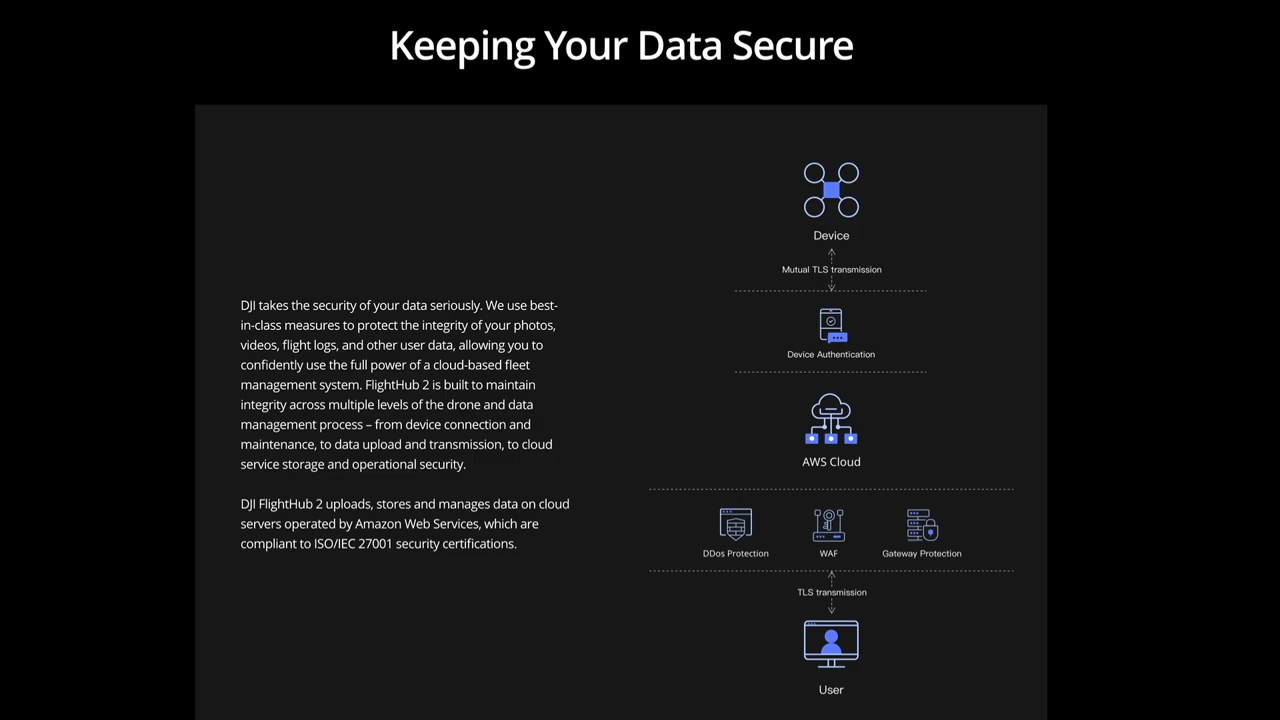 Keeping Your Data Secure
DJI takes the security of your data seriously. We use best-
in-class measures to protect the integrity of your photos,
videos, flight logs, and other user data, allowing you to
confidently use the full power of a cloud-based fleet
management system. FlightHub 2 is built to maintain
integrity across multiple levels of the drone and data
management process – from device connection and
maintenance, to data upload and transmission, to cloud
service storage and operational security.
DJI FlightHub 2 uploads, stores and manages data on cloud
servers operated by Amazon Web Services, which are
compliant to ISO/IEC 27001 security certifications.
Device
Mutual TLS transmission
Device Authentication
AWS Cloud
DDos Protection
WAF
Gateway Protection
TLS transmission
User